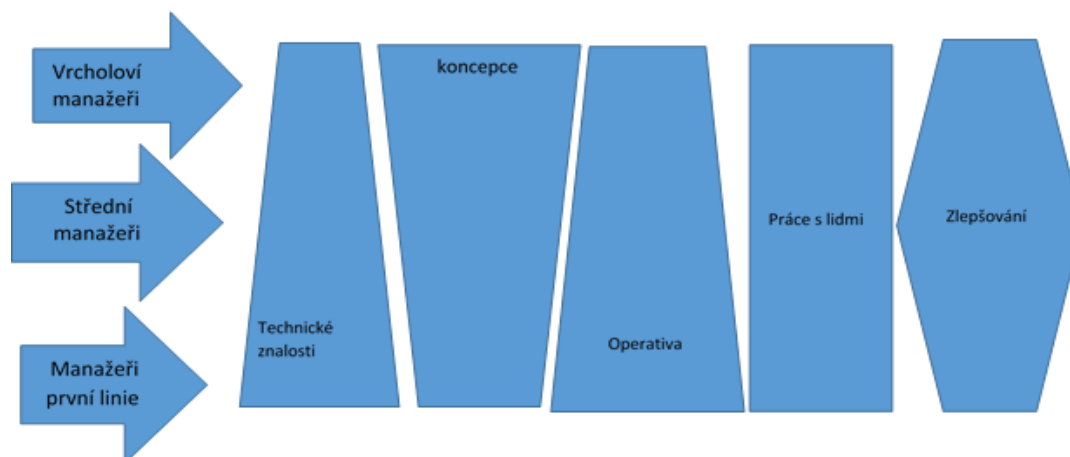 Vrcholoví
manažeři
Střední
manažeři
Manažeři
první linie
Technické
znalosti
koncepce
Operativa
Práce s lidmi
Zlepšování